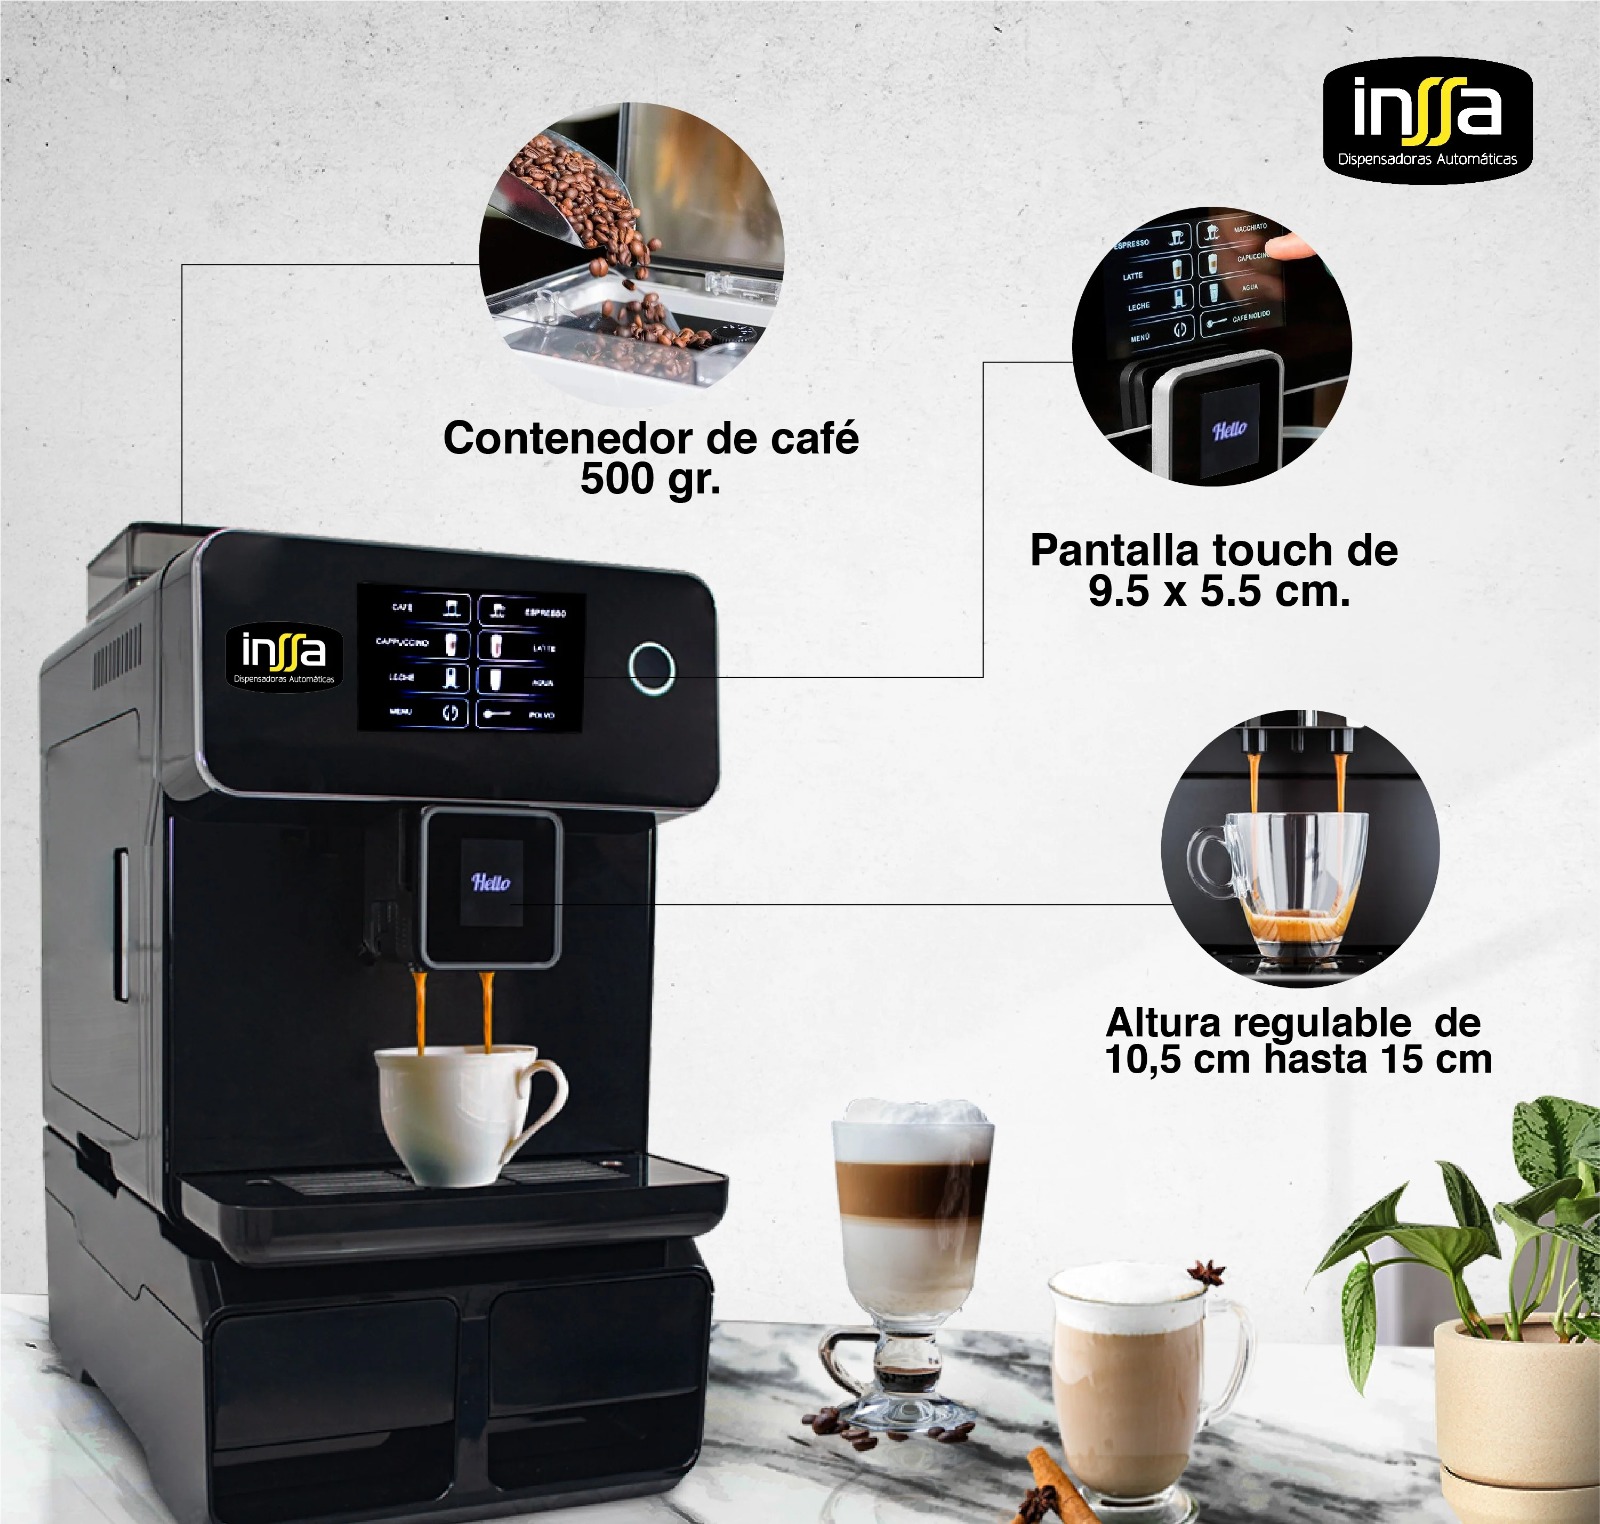 inssa
Dispensadoras Automáticas
Contenedor de café
500 gr.
ESPRESSO
MACCHIATO
LATTE
CAPUCCINO
LECHE
AGUA
MENÚ
CAFE MOLIDO
Hello
Pantalla touch de
9.5 x 5.5 cm.
inssa
Dispensadoras Automáticas
CAFE
ESPRESSO
CAPPUCCINO
LATTE
LECHE
AGUA
MENU
POLVO
Hello
Altura regulable de
10,5 cm hasta 15 cm